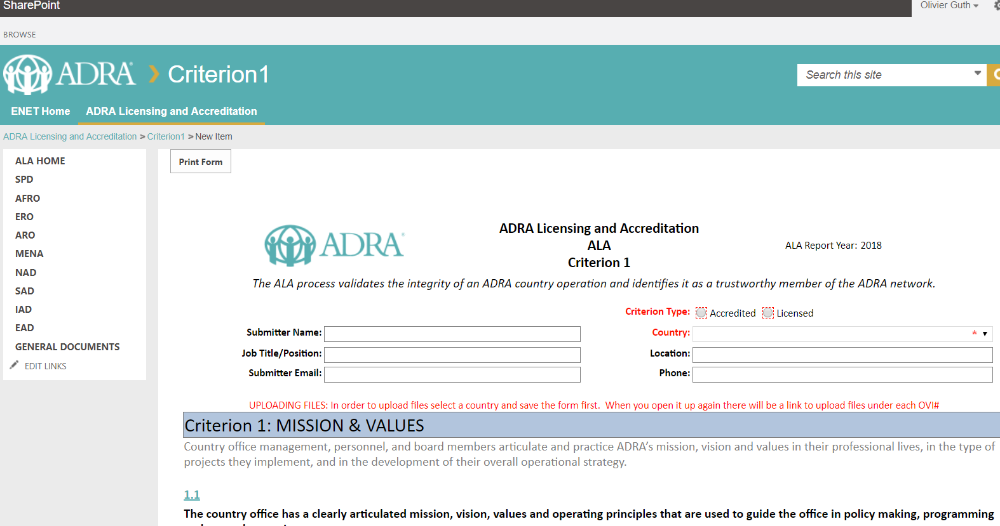 SharePoint
Olivier Guth
BROWSE
ADRA
Criterion1
Search this site
ENET Home
ADRA Licensing and Accreditation
ADRA Licensing and Accreditation > Criterion1 > New Item
ALA HOME
SPD
AFRO
ERO
ARO
MENA
NAD
SAD
IAD
EAD
GENERAL DOCUMENTS
EDIT LINKS
Print Form
ADRA
ADRA Licensing and Accreditation
ALA
Criterion 1
ALA Report Year: 2018
The ALA process validates the integrity of an ADRA country operation and identifies it as a trustworthy member of the ADRA network.
Criterion Type: Accredited Licensed
Submitter Name:
Country: *
Job Title/Position:
Location:
Submitter Email:
Phone:
UPLOADING FILES: In order to upload files select a country and save the form first. When you open it up again there will be a link to upload files under each OVI#
Criterion 1: MISSION & VALUES
Country office management, personnel, and board members articulate and practice ADRA's mission, vision and values in their professional lives, in the type of
projects they implement, and in the development of their overall operational strategy.
1.1
The country office has a clearly articulated mission, vision, values and operating principles that are used to guide the office in policy making, programming